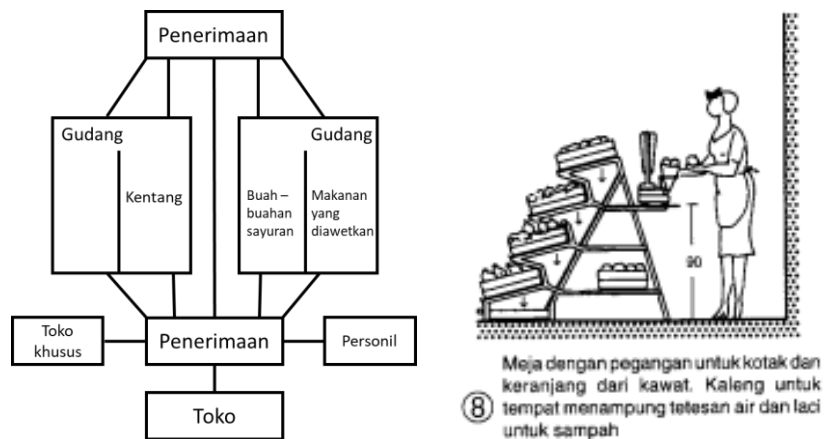 Penerimaan
Gudang
Kentang
Gudang
Buah –
buahan
sayuran
Makanan
yang
diawetkan
Toko
khusus
Penerimaan
Personil
Toko
90
Meja dengan pegangan untuk kotak dan
keranjang dari kawat. Kaleng untuk
8 tempat menampung tetesan air dan laci
untuk sampah